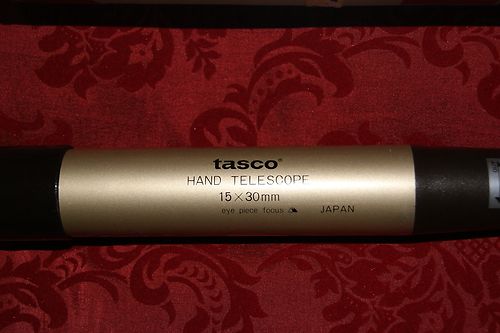 tasco®
HAND TELESCOPE
15×30mm
eye piece focus JAPAN